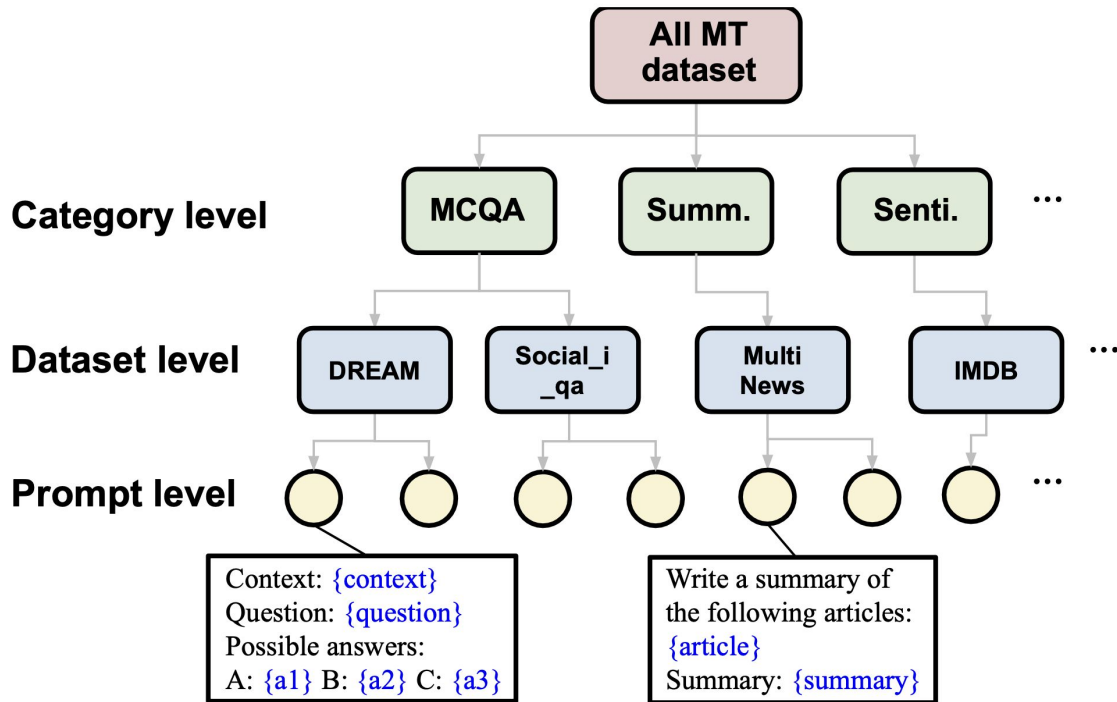 All MT
dataset
Category level
MCQA
Summ.
Senti.
...
Dataset level
DREAM
Social_i
_qa
Multi
News
IMDB
...
Prompt level
...
Context: {context}
Question: {question}
Possible answers:
A: {a1} B: {a2} C: {a3}
Write a summary of
the following articles:
{article}
Summary: {summary}